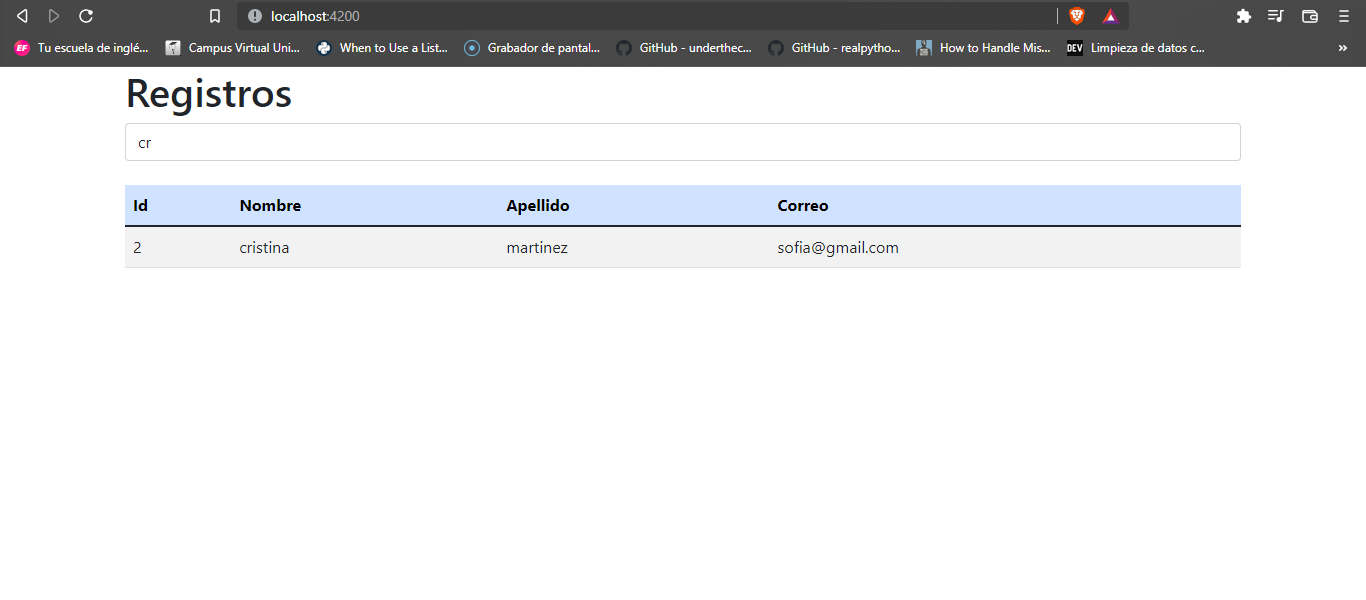 localhost:4200
EF Tu escuela de inglé... Campus Virtual Uni... When to Use a List... Grabador de pantal... GitHub - underthec... GitHub - realpytho... How to Handle Mis... DEV Limpieza de datos c... »
Registros
cr
Id Nombre Apellido Correo
2 cristina martinez sofia@gmail.com